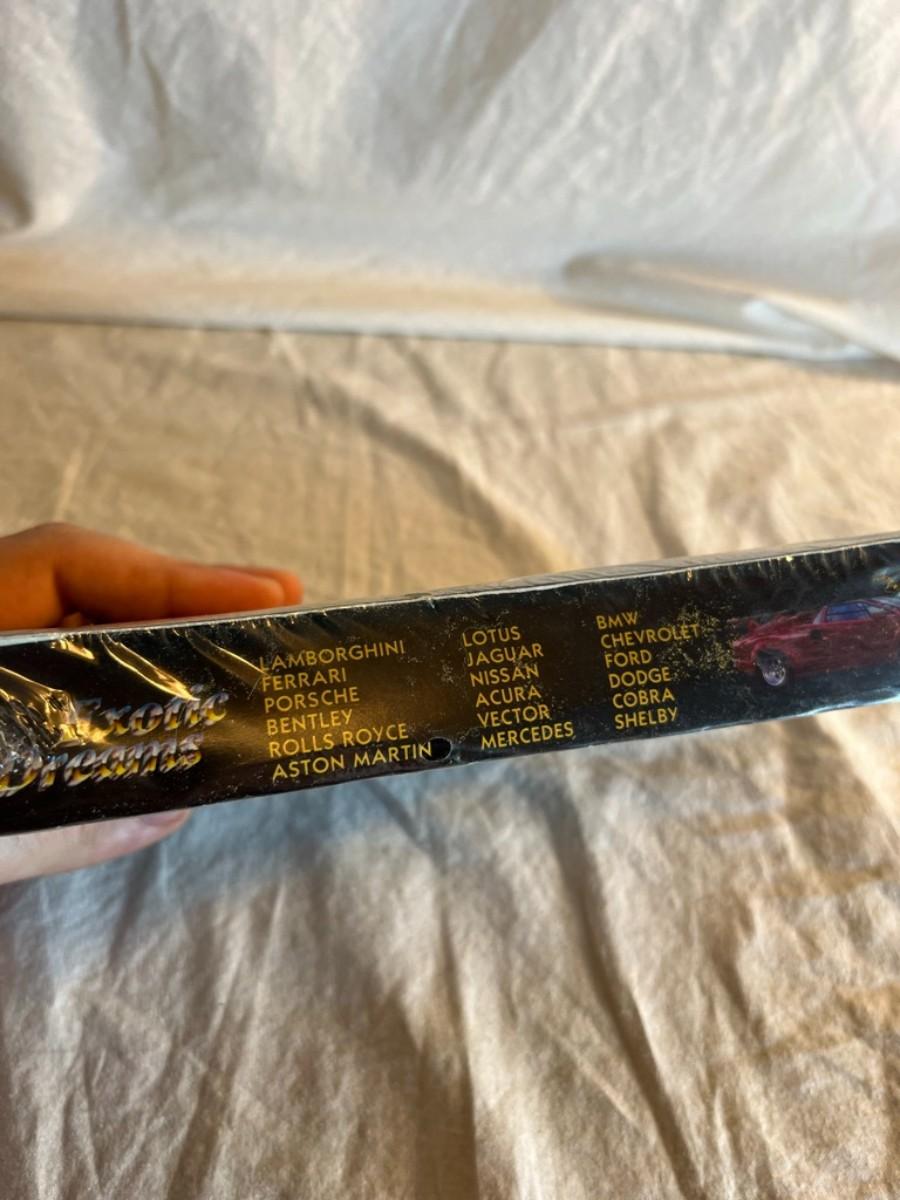 Exotic
Dreams
LAMBORGHINI
FERRARI
PORSCHE
BENTLEY
ROLLS ROYCE
ASTON MARTIN
LOTUS
JAGUAR
NISSAN
ACURA
VECTOR
MERCEDES
BMW
CHEVROLET
FORD
DODGE
COBRA
SHELBY